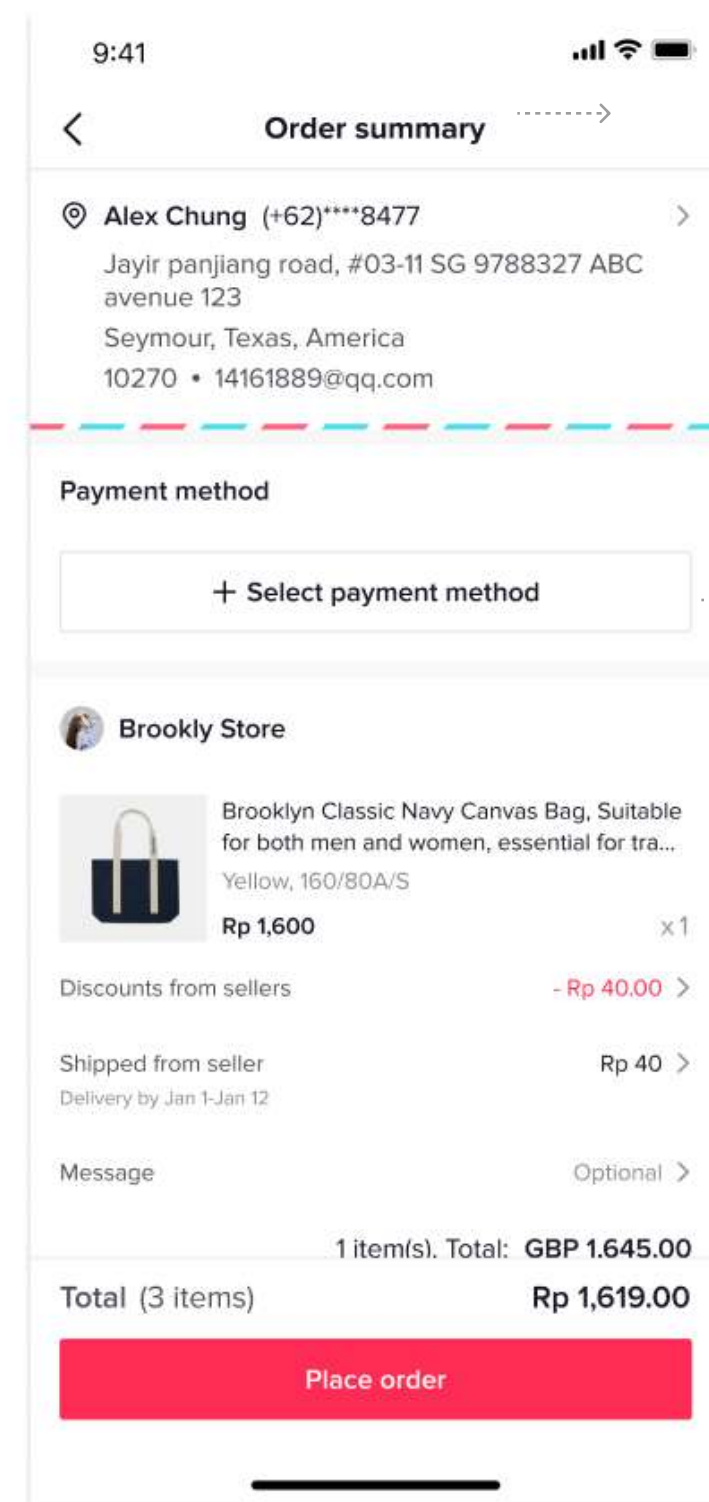 9:41
Order summary
Alex Chung (+62)****8477
Jayir panjiang road, #03-11 SG 9788327 ABC
avenue 123
Seymour, Texas, America
10270 • 14161889@qq.com
Payment method
+ Select payment method
Brookly Store
Brooklyn Classic Navy Canvas Bag, Suitable
for both men and women, essential for tra...
Yellow, 160/80A/S
Rp 1,600 x1
Discounts from sellers - Rp 40.00
Shipped from seller Rp 40
Delivery by Jan 1-Jan 12
Message Optional
1 item(s). Total: GBP 1.645.00
Total (3 items) Rp 1,619.00
Place order